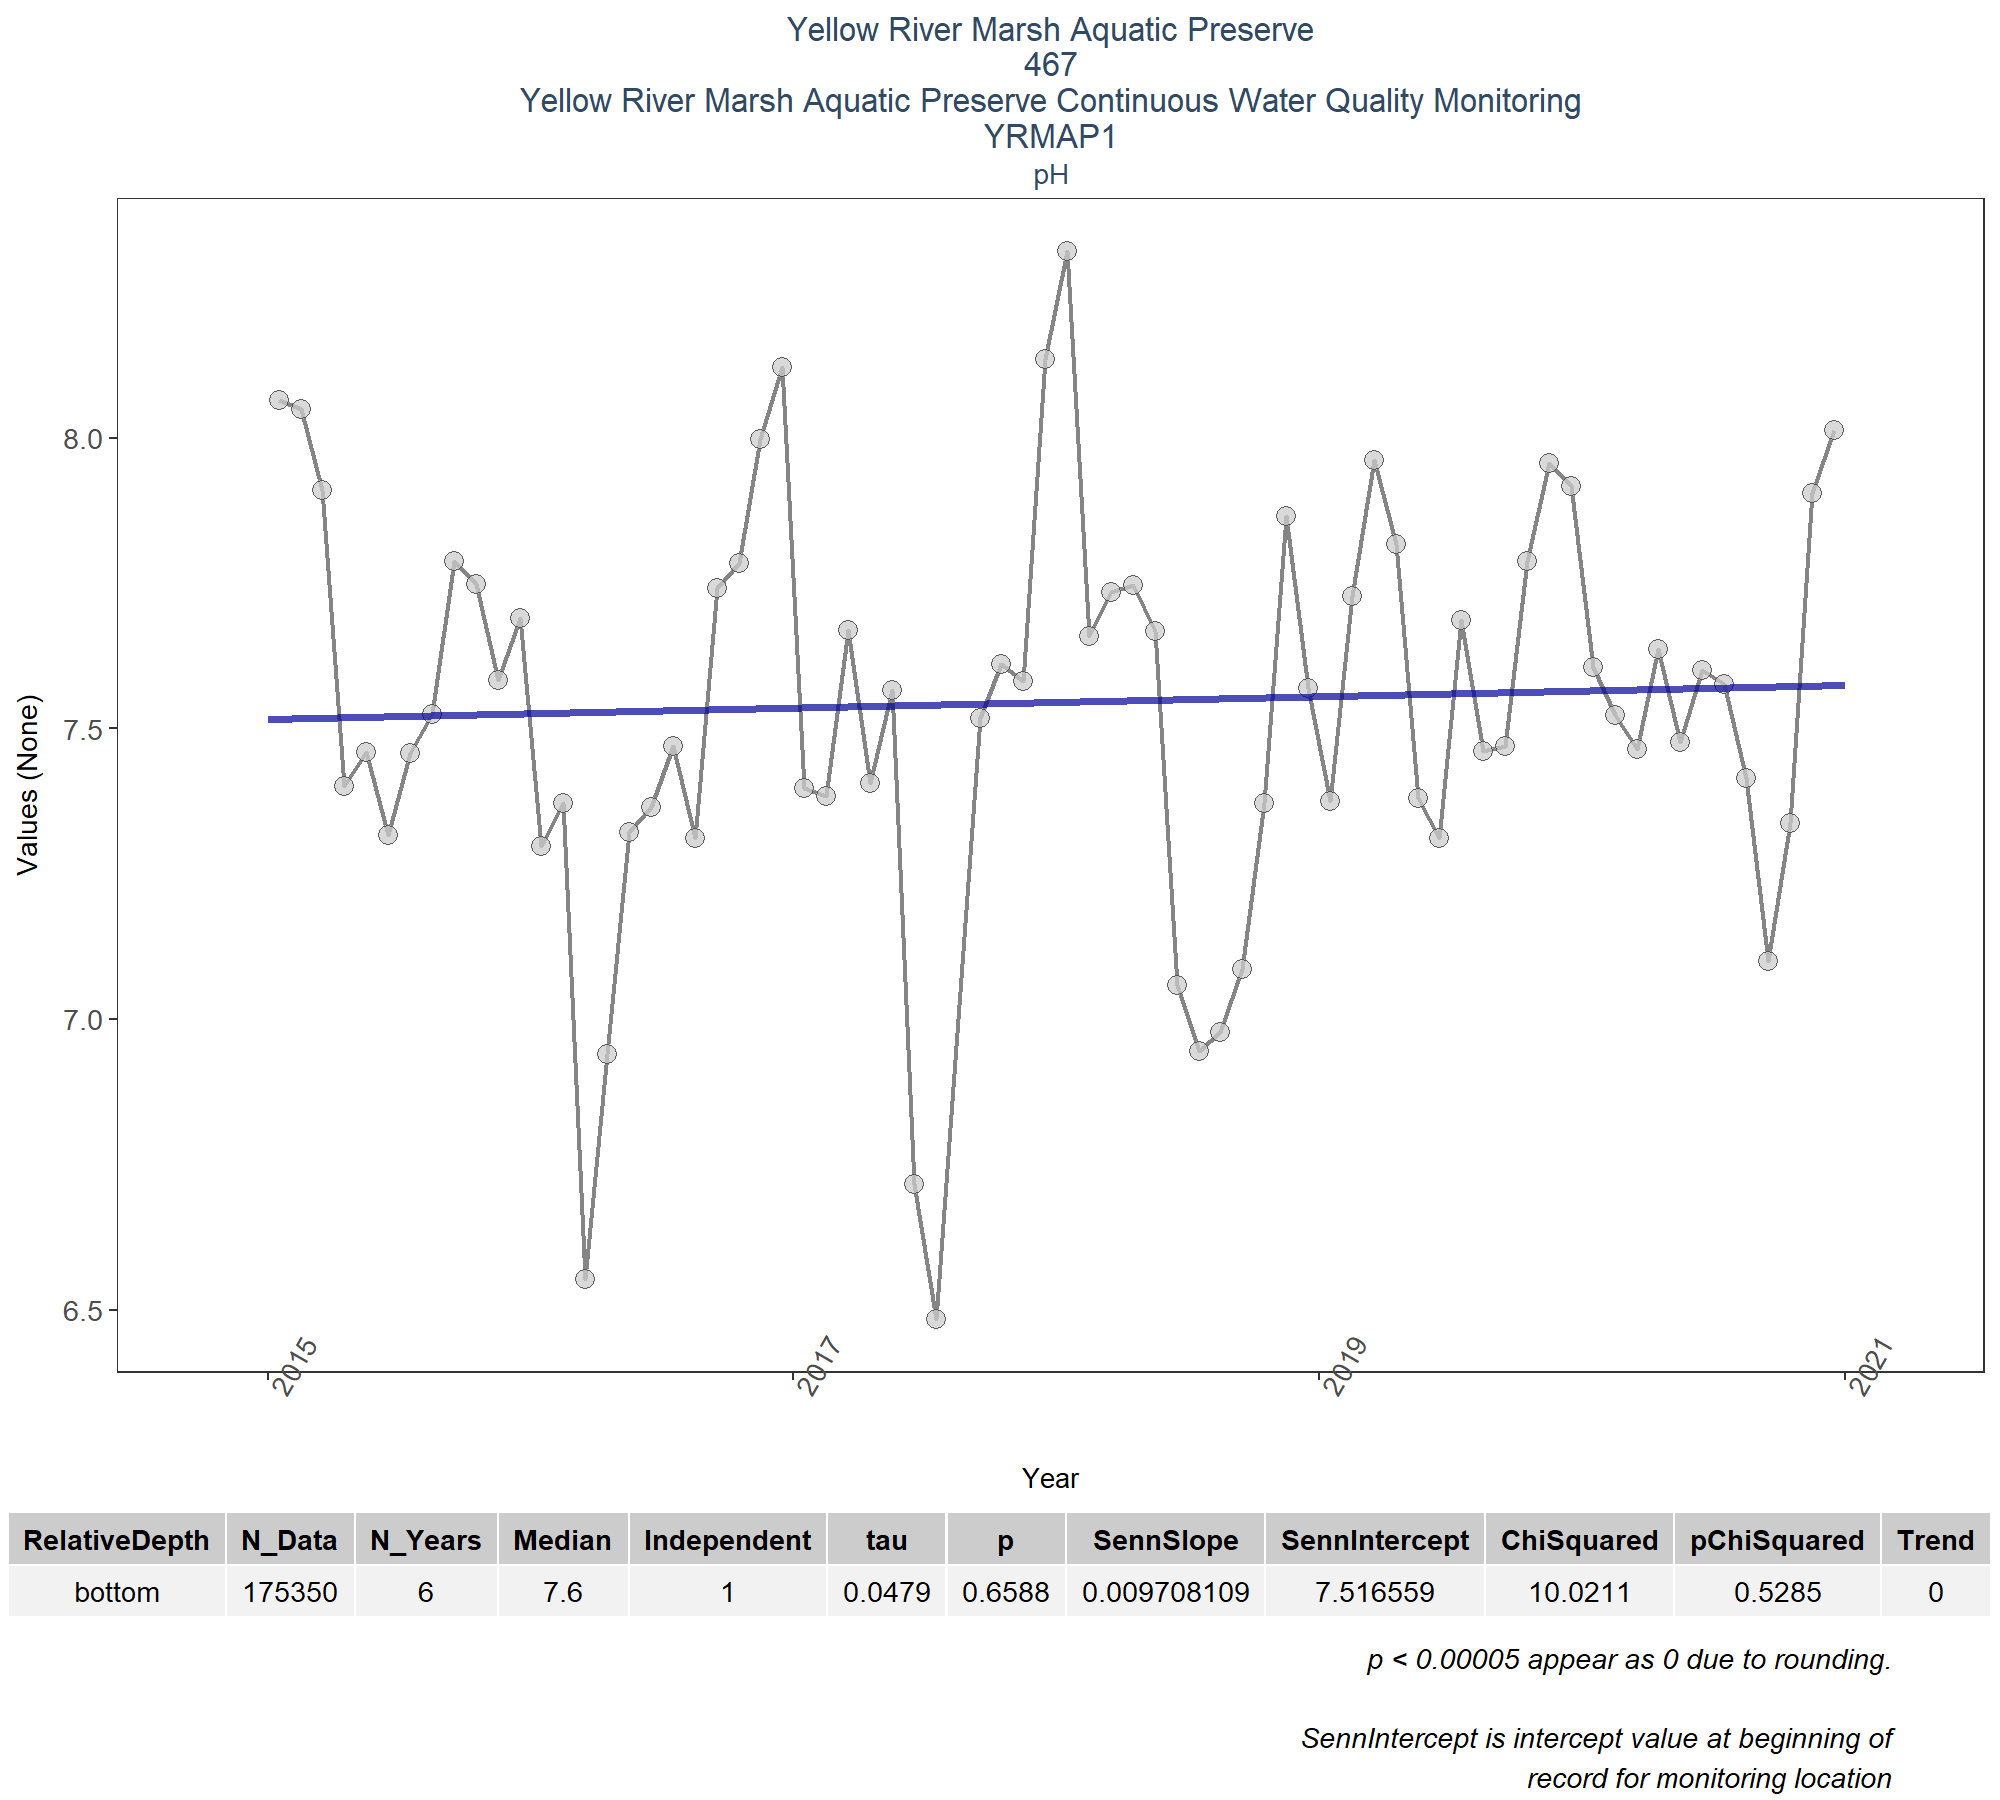 Yellow River Marsh Aquatic Preserve
467
Yellow River Marsh Aquatic Preserve Continuous Water Quality Monitoring
YRMAP1
pH
8.0
7.5
7.0
6.5
Values (None)
2015 2017 2019 2021
Year
RelativeDepth N_Data N_Years Median Independent tau p SennSlope SennIntercept ChiSquared pChiSquared Trend
bottom 175350 6 7.6 1 0.0479 0.6588 0.009708109 7.516559 10.0211 0.5285 0
p < 0.00005 appear as 0 due to rounding.
SennIntercept is intercept value at beginning of
record for monitoring location